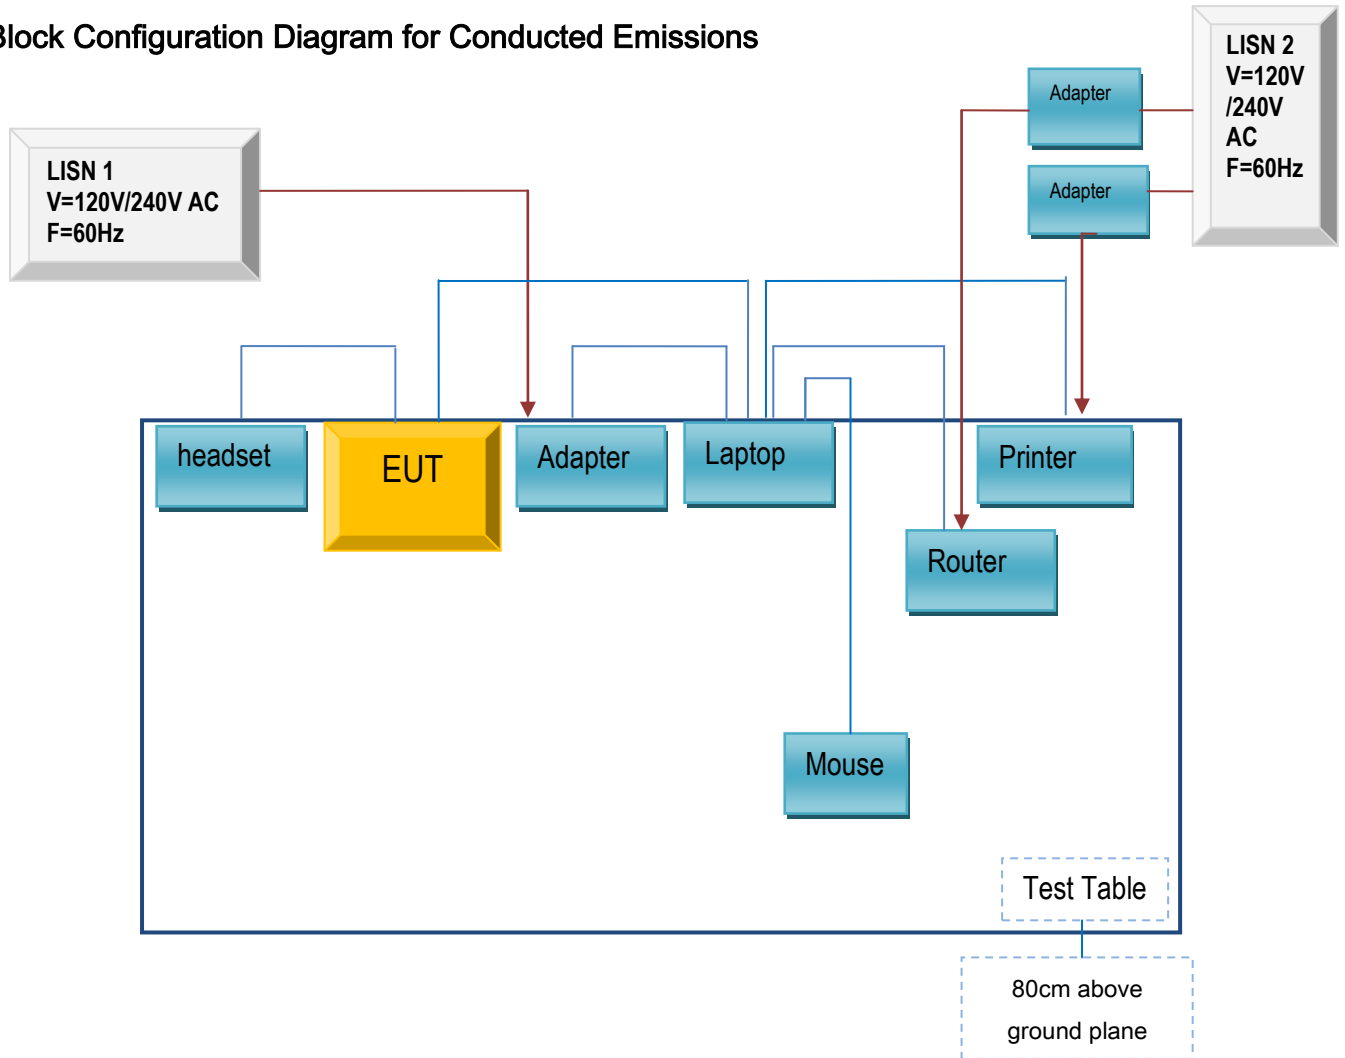 Block Configuration Diagram for Conducted Emissions
LISN 2
V=120V
/240V
AC
F=60Hz
Adapter
Adapter
LISN 1
V=120V/240V AC
F=60Hz
headset
EUT
Adapter
Laptop
Printer
Router
Mouse
Test Table
80cm above
ground plane